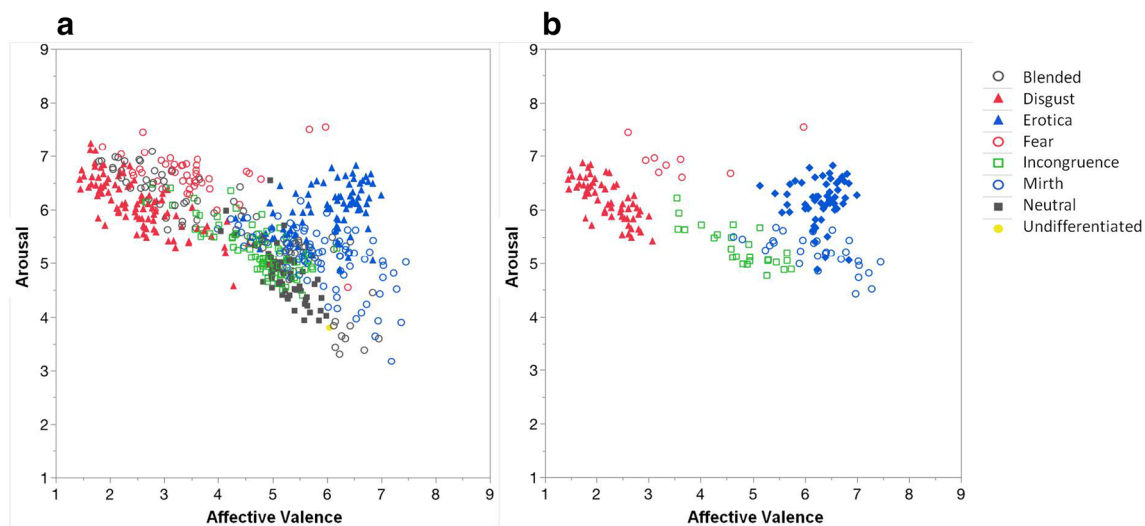 a
b
9
8
7
6
5
4
3
2
1
Arousal
1 2 3 4 5 6 7 8 9
Affective Valence
9
8
7
6
5
4
3
2
1
Arousal
1 2 3 4 5 6 7 8 9
Affective Valence
Blended
Disgust
Erotica
Fear
Incongruence
Mirth
Neutral
Undifferentiated